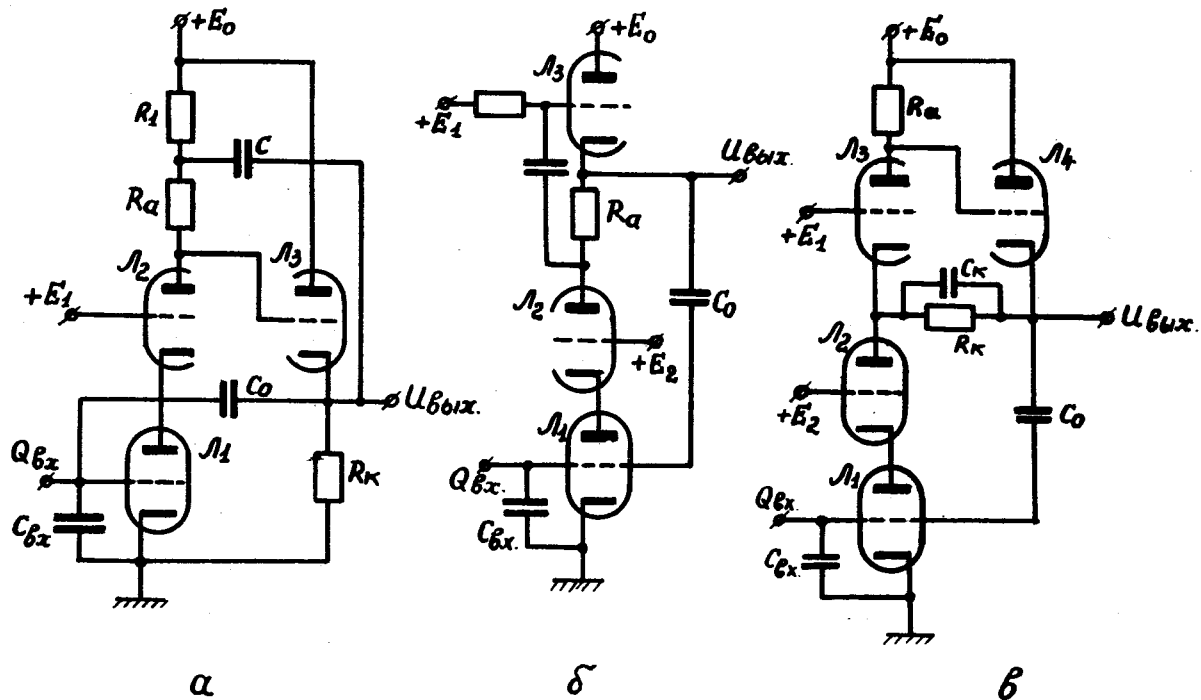 +E₀
R₁
C
Rа
Л₂
Л₃
+E₁
C₀
Uвых.
Qвх
Л₁
Rк
Cвх
а
+E₀
Л₃
+E₁
Uвых.
Rа
Л₂
C₀
+E₂
Л₁
Qвх.
Cвх.
б
+E₀
Rа
Л₃
Л₄
+E₁
Cк
Uвых.
Rк
Л₂
+E₂
C₀
Л₁
Qвх.
Cвх.
в